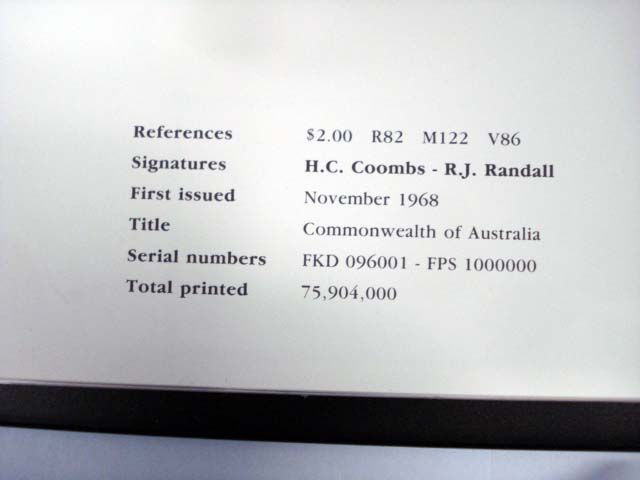 References $2.00 R82 M122 V86
Signatures H.C. Coombs - R.J. Randall
First issued November 1968
Title Commonwealth of Australia
Serial numbers FKD 096001 - FPS 1000000
Total printed 75,904,000